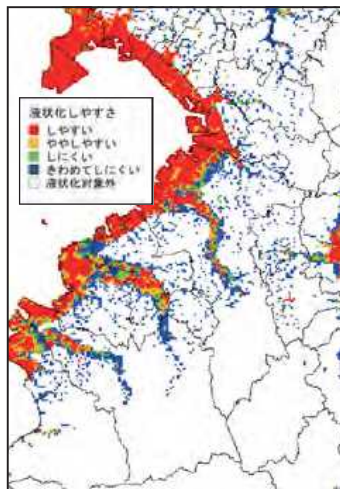 液状化しやすさ
しやすい
ややしやすい
しにくい
きわめてしにくい
液状化対象外